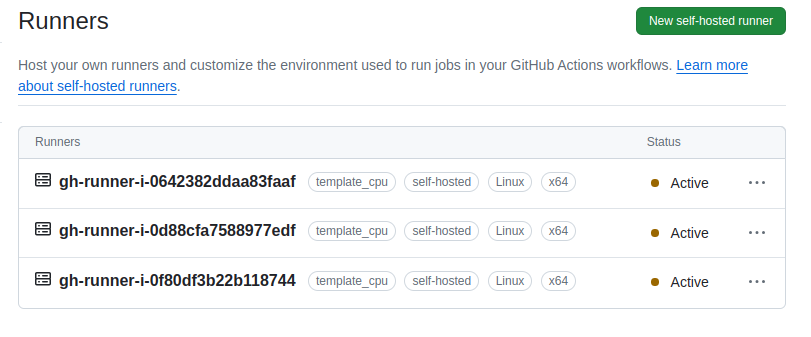 Runners
New self-hosted runner
Host your own runners and customize the environment used to run jobs in your GitHub Actions workflows. Learn more
about self-hosted runners.
Runners Status
gh-runner-i-0642382ddaa83faaf template_cpu self-hosted Linux x64 Active
gh-runner-i-0d88cfa7588977edf template_cpu self-hosted Linux x64 Active
gh-runner-i-0f80df3b22b118744 template_cpu self-hosted Linux x64 Active